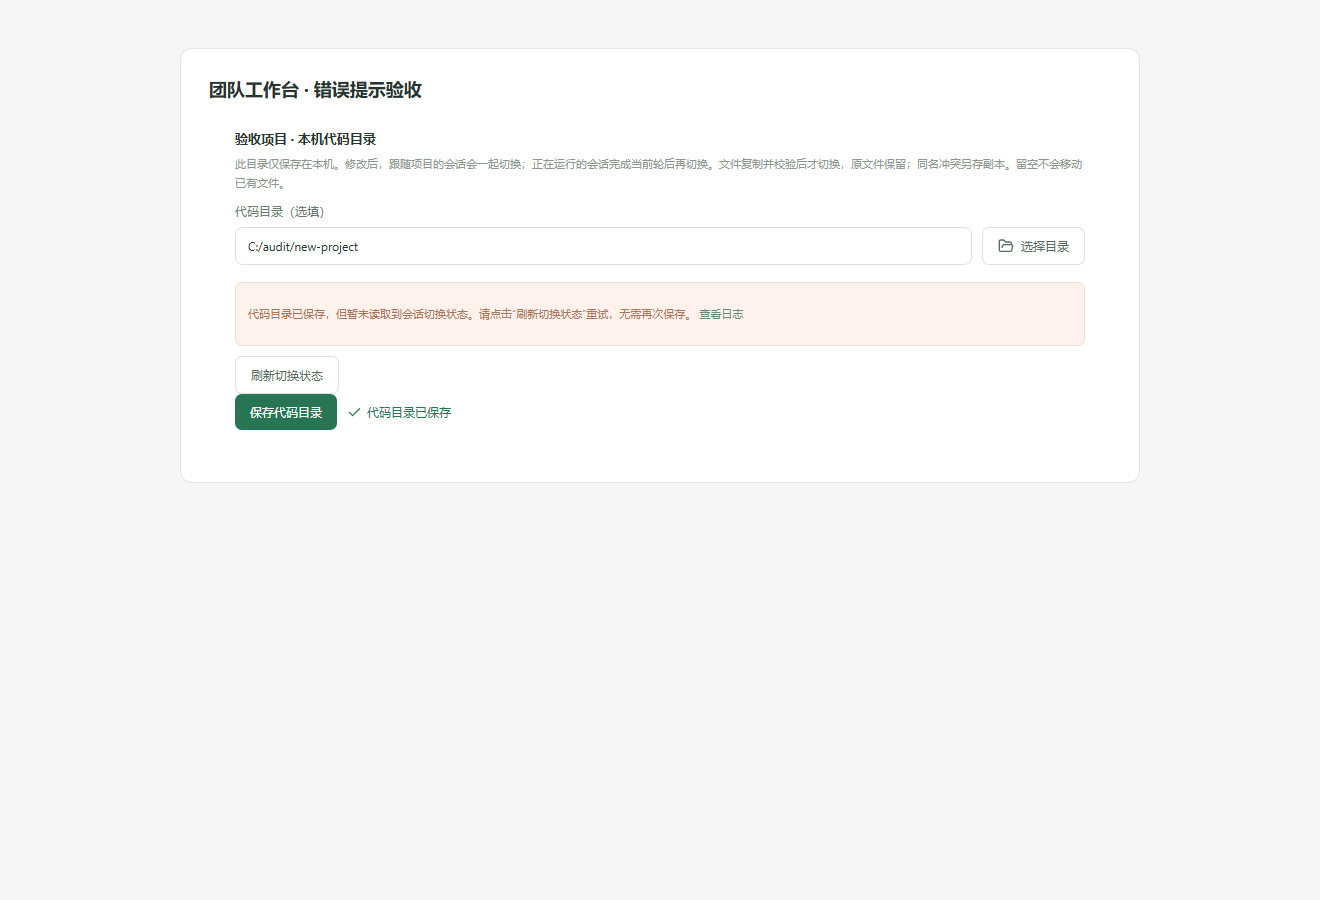 团队工作台 · 错误提示验收
验收项目 · 本机代码目录
此目录仅保存在本机。修改后，跟随项目的会话会一起切换；正在运行的会话完成当前轮后再切换。文件复制并校验后才切换，原文件保留；同名冲突另存副本。留空不会移动
已有文件。
代码目录（选填）
C:/audit/new-project
选择目录
代码目录已保存，但暂未读取到会话切换状态。请点击“刷新切换状态”重试，无需再次保存。 查看日志
刷新切换状态
保存代码目录
代码目录已保存